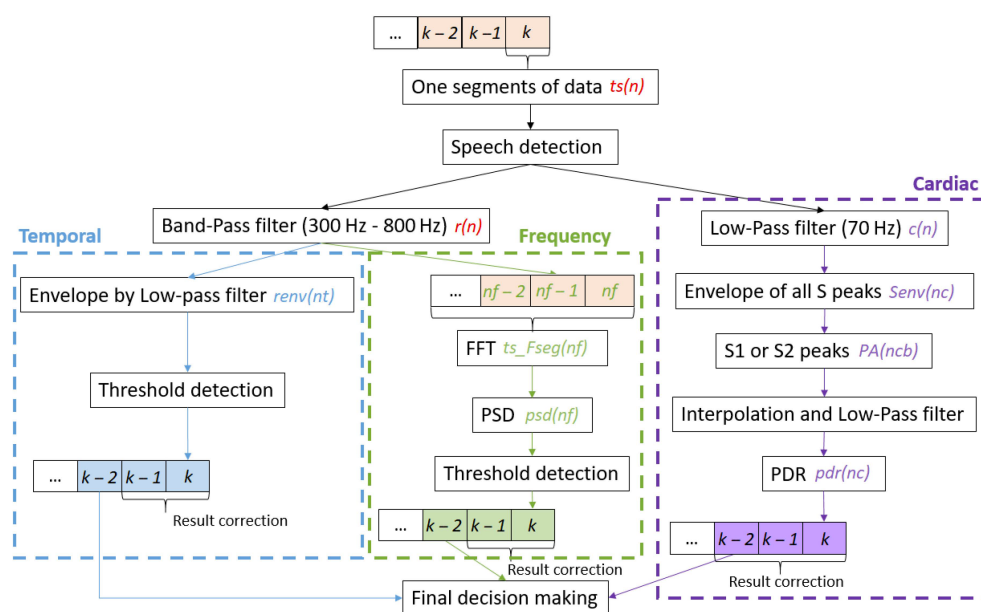 ... k – 2 k–1 k
One segments of data ts(n)
Speech detection
Cardiac
Band-Pass filter (300 Hz - 800 Hz) r(n)
Low-Pass filter (70 Hz) c(n)
Temporal
Frequency
Envelope by Low-pass filter renv(nt)
... nf – 2 nf – 1 nf
Envelope of all S peaks Senv(nc)
FFT ts_Fseg(nf)
S1 or S2 peaks PA(ncb)
Threshold detection
PSD psd(nf)
Interpolation and Low-Pass filter
... k – 2 k – 1 k
Threshold detection
PDR pdr(nc)
Result correction
... k – 2 k – 1 k
... k – 2 k – 1 k
Result correction
Result correction
Final decision making